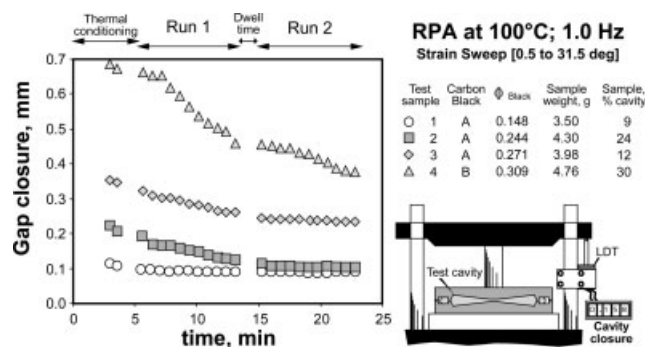 Thermal conditioning
Run 1
Dwell time
Run 2
Gap closure, mm
0.7
0.6
0.5
0.4
0.3
0.2
0.1
0.0
0 5 10 15 20 25
time, min
RPA at 100°C; 1.0 Hz
Strain Sweep [0.5 to 31.5 deg]
Test sample Carbon Black Φ Black Sample weight, g Sample, % cavity
1 A 0.148 3.50 9
2 A 0.244 4.30 24
3 A 0.271 3.98 12
4 B 0.309 4.76 30
LDT
Test cavity
Cavity closure